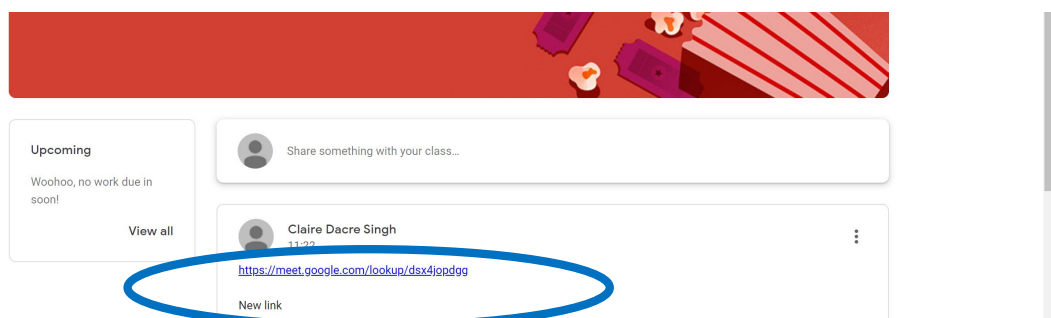 Upcoming
Woohoo, no work due in
soon!
View all
Share something with your class...
Claire Dacre Singh
11:22
https://meet.google.com/lookup/dsx4jopdgg
New link